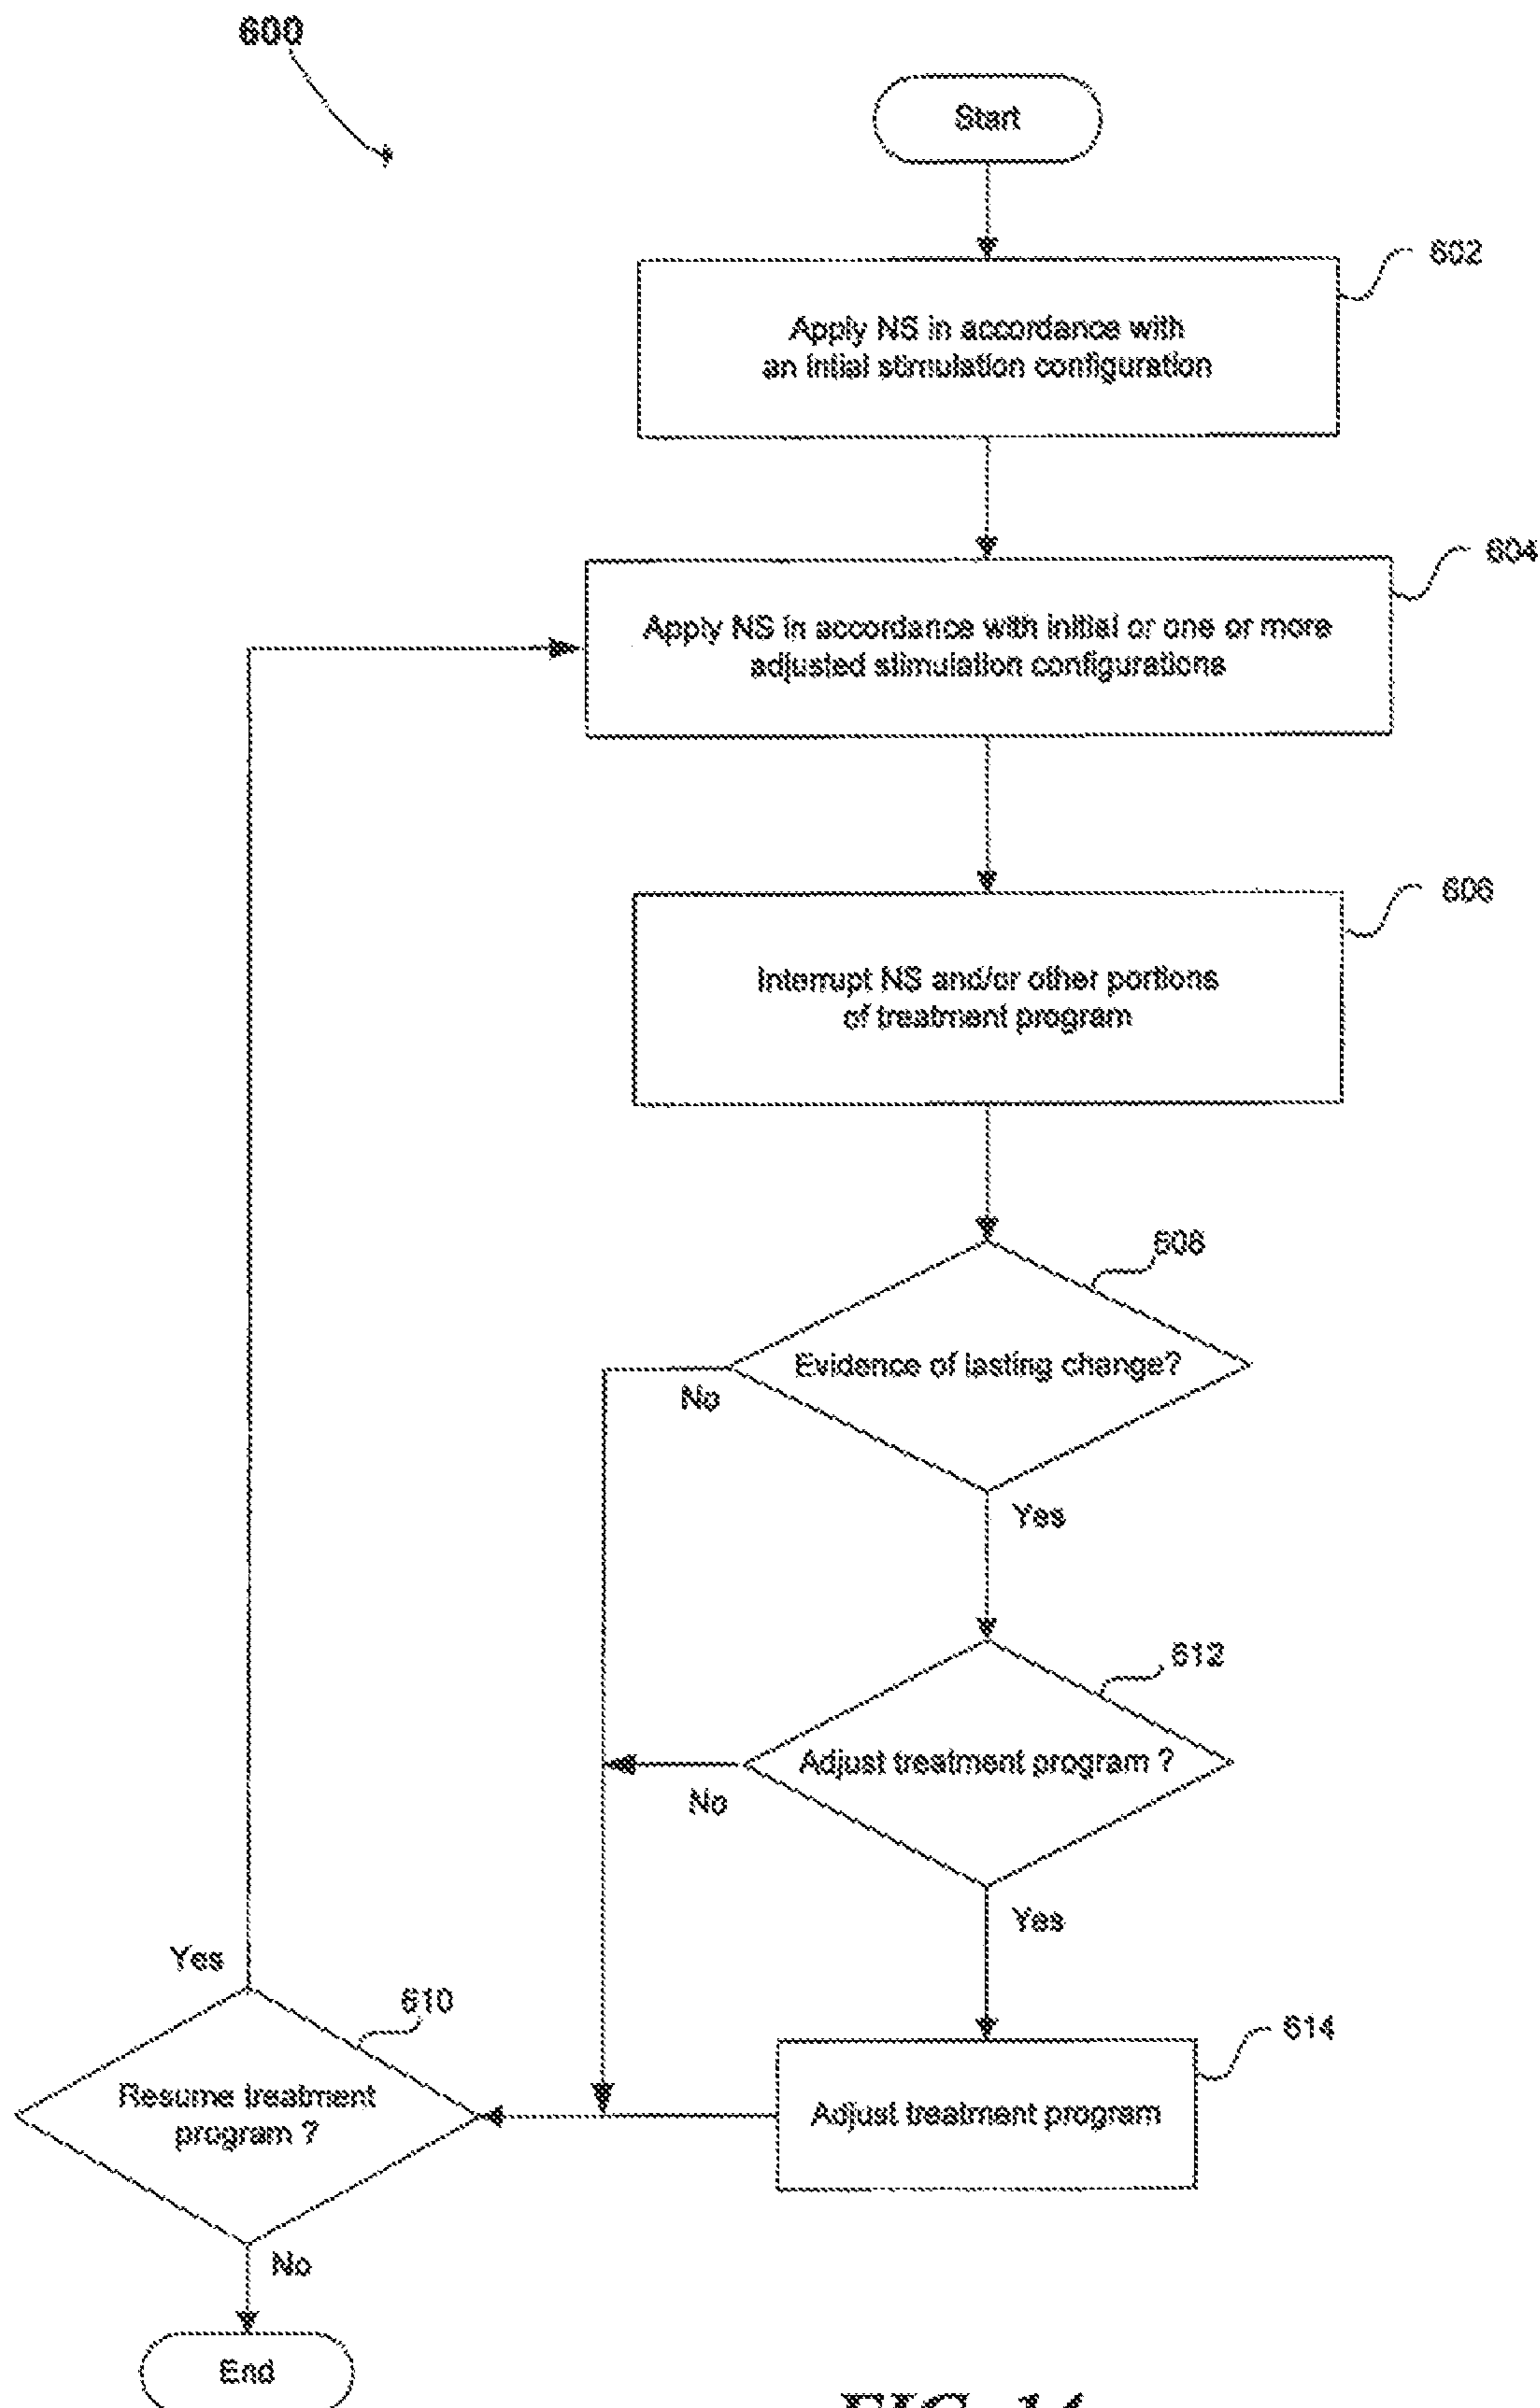 600
Start
602
Apply NS in accordance with
an intial stimulation configuration
604
Apply NS in accordance with initial or one or more
adjusted stimulation configurations
606
Interrupt NS and/or other portions
of treatment program
608
Evidence of lasting change?
No
Yes
612
Adjust treatment program ?
No
Yes
Yes
610
Resume treatment
program ?
614
Adjust treatment program
No
End